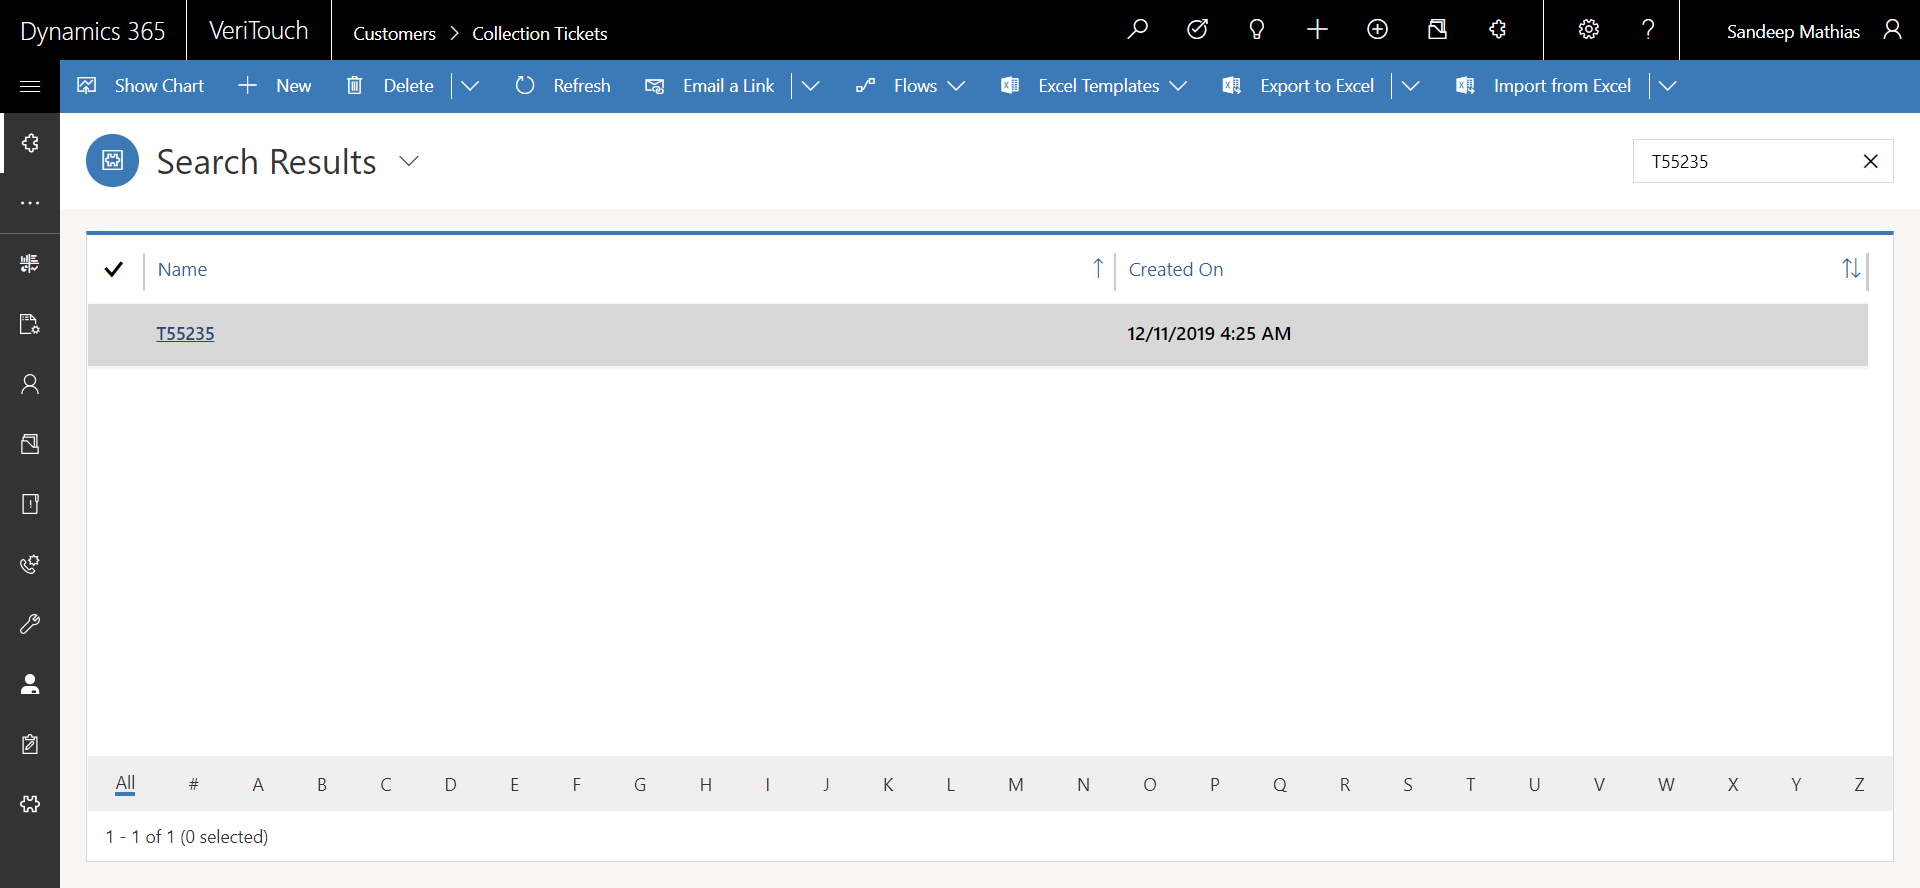 Dynamics 365 VeriTouch Customers > Collection Tickets ? Sandeep Mathias
Show Chart New Delete Refresh Email a Link Flows Excel Templates Export to Excel Import from Excel
Search Results T55235
Name Created On
T55235 12/11/2019 4:25 AM
All # A B C D E F G H I J K L M N O P Q R S T U V W X Y Z
1 - 1 of 1 (0 selected)